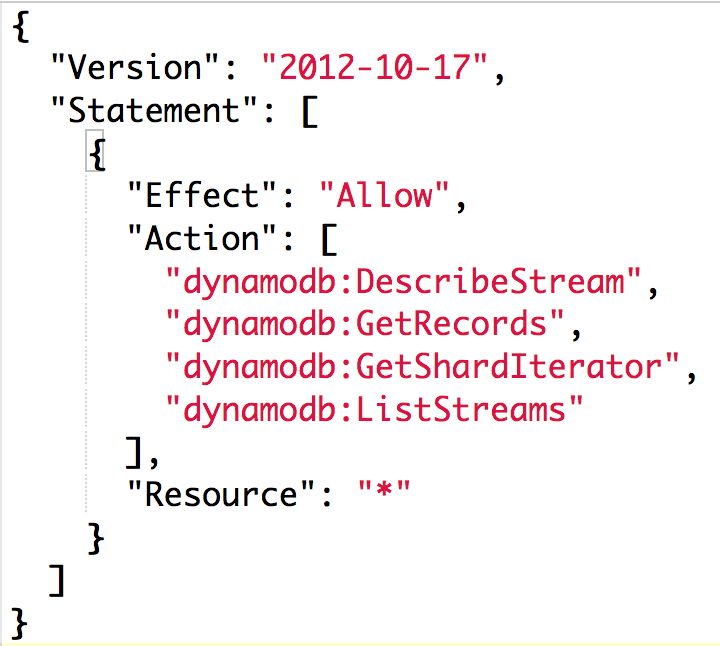 {
  "Version": "2012-10-17",
  "Statement": [
    {
      "Effect": "Allow",
      "Action": [
        "dynamodb:DescribeStream",
        "dynamodb:GetRecords",
        "dynamodb:GetShardIterator",
        "dynamodb:ListStreams"
      ],
      "Resource": "*"
    }
  ]
}